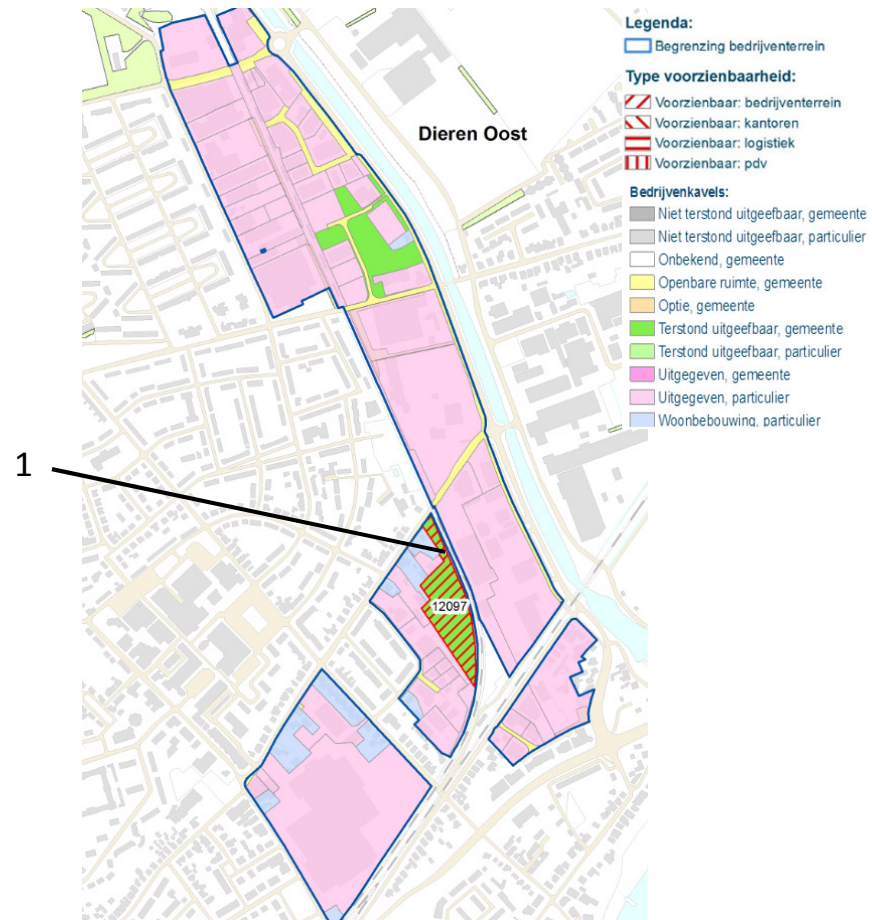 Legenda:
Begrenzing bedrijventerrein
Type voorzienbaarheid:
Voorzienbaar: bedrijventerrein
Voorzienbaar: kantoren
Voorzienbaar: logistiek
Voorzienbaar: pdv
Bedrijvenkavels:
Niet terstond uitgeefbaar, gemeente
Niet terstond uitgeefbaar, particulier
Onbekend, gemeente
Openbare ruimte, gemeente
Optie, gemeente
Terstond uitgeefbaar, gemeente
Terstond uitgeefbaar, particulier
Uitgegeven, gemeente
Uitgegeven, particulier
Woonbebouwing, particulier
Dieren Oost
1
12097